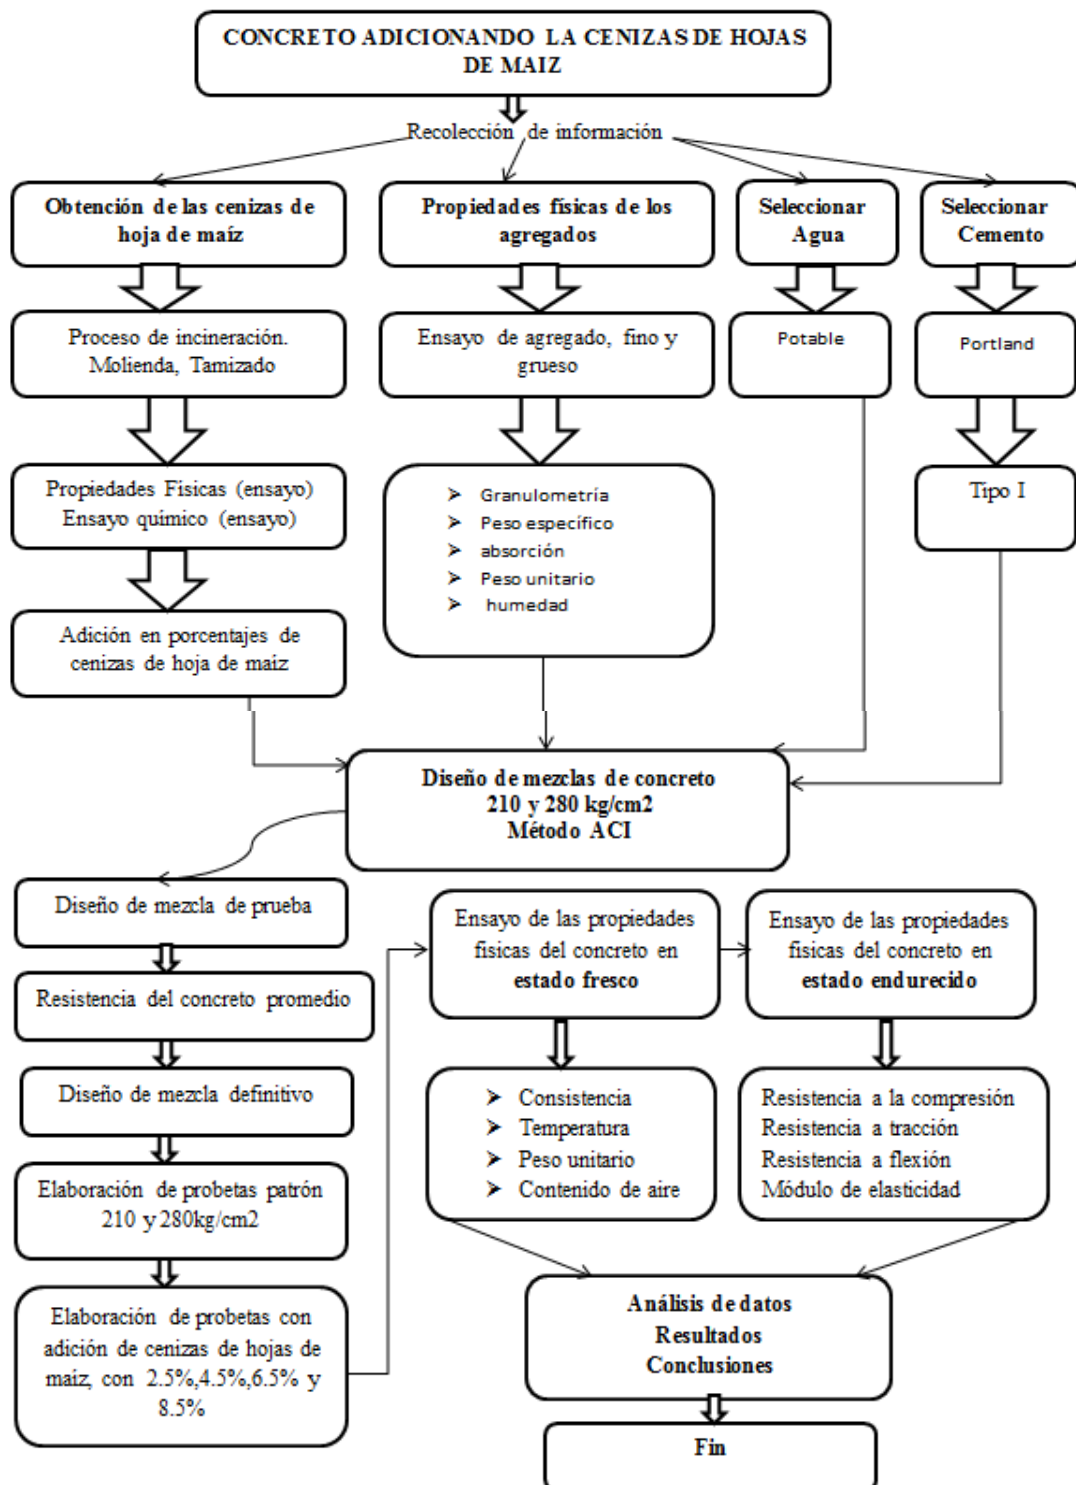 CONCRETO ADICIONANDO LA CENIZAS DE HOJAS
DE MAIZ
Recolección de información
Obtención de las cenizas de
hoja de maíz
Propiedades físicas de los
agregados
Seleccionar
Agua
Seleccionar
Cemento
Proceso de incineración.
Molienda, Tamizado
Ensayo de agregado, fino y
grueso
Potable
Portland
Propiedades Físicas (ensayo)
Ensayo químico (ensayo)
➤ Granulometría
➤ Peso específico
➤ absorción
➤ Peso unitario
➤ humedad
Tipo I
Adición en porcentajes de
cenizas de hoja de maíz
Diseño de mezclas de concreto
210 y 280 kg/cm2
Método ACI
Diseño de mezcla de prueba
Resistencia del concreto promedio
Diseño de mezcla definitivo
Elaboración de probetas patrón
210 y 280kg/cm2
Elaboración de probetas con
adición de cenizas de hojas de
maíz, con 2.5%,4.5%,6.5% y
8.5%
Ensayo de las propiedades
físicas del concreto en
estado fresco
Ensayo de las propiedades
físicas del concreto en
estado endurecido
➤ Consistencia
➤ Temperatura
➤ Peso unitario
➤ Contenido de aire
Resistencia a la compresión
Resistencia a tracción
Resistencia a flexión
Módulo de elasticidad
Análisis de datos
Resultados
Conclusiones
Fin